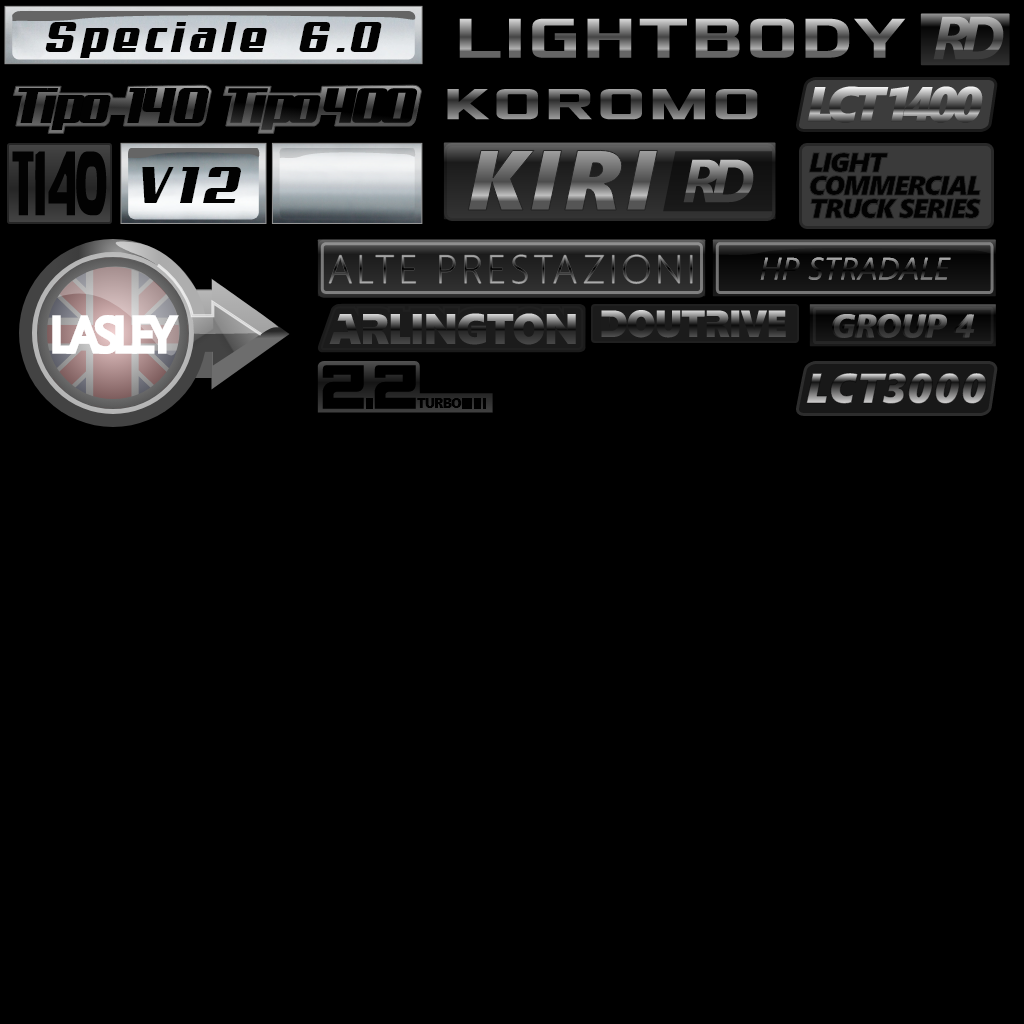 Speciale 6.0
LIGHTBODY RD
Tipo-140
Tipo400
KOROMO
LCT1400
T140
V12
KIRI RD
LIGHT
COMMERCIAL
TRUCK SERIES
LASLEY
ALTE PRESTAZIONI
HP STRADALE
ARLINGTON
DOUTRIVE
GROUP 4
2.2 TURBO
LCT3000